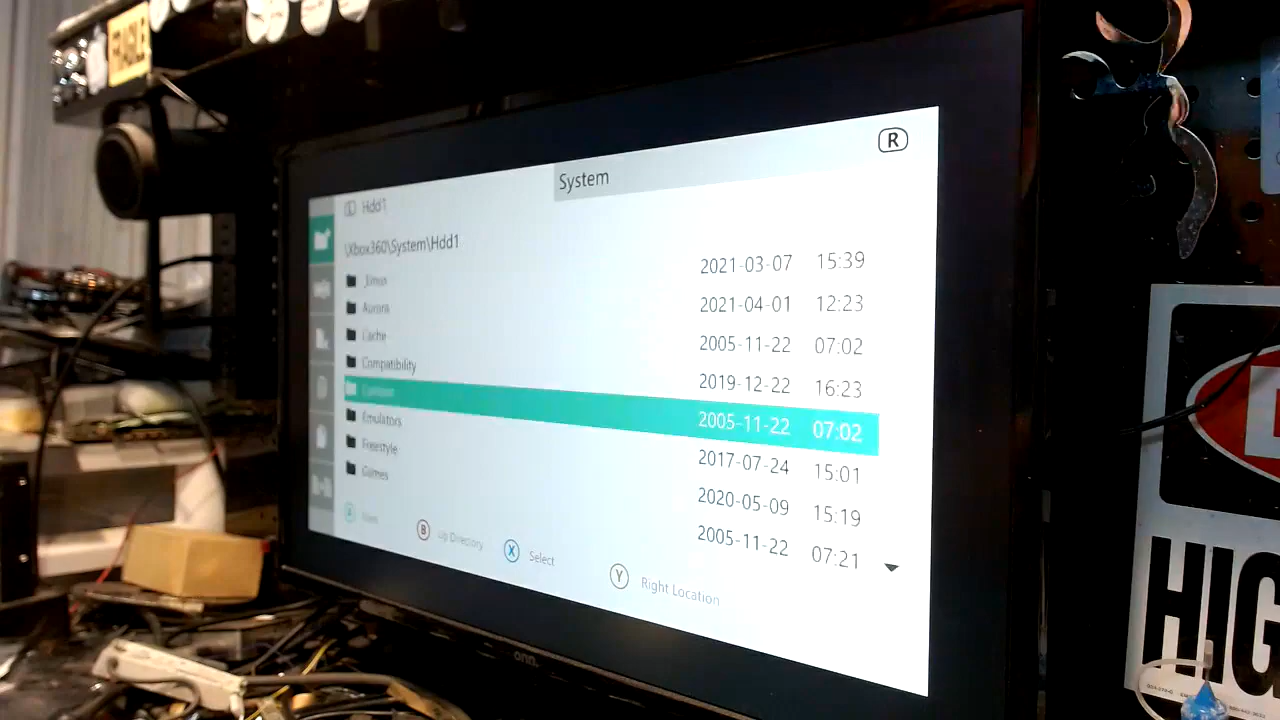 FRAGILE
R
System
Hdd1
\Xbox360\System\Hdd1
2021-03-07 15:39
Aurora 2021-04-01 12:23
Cache 2005-11-22 07:02
Compatibility 2019-12-22 16:23
2005-11-22 07:02
Emulators 2017-07-24 15:01
Freestyle 2020-05-09 15:19
Games 2005-11-22 07:21
A
B Up Directory
X Select
Y Right Location
onn.
HIG